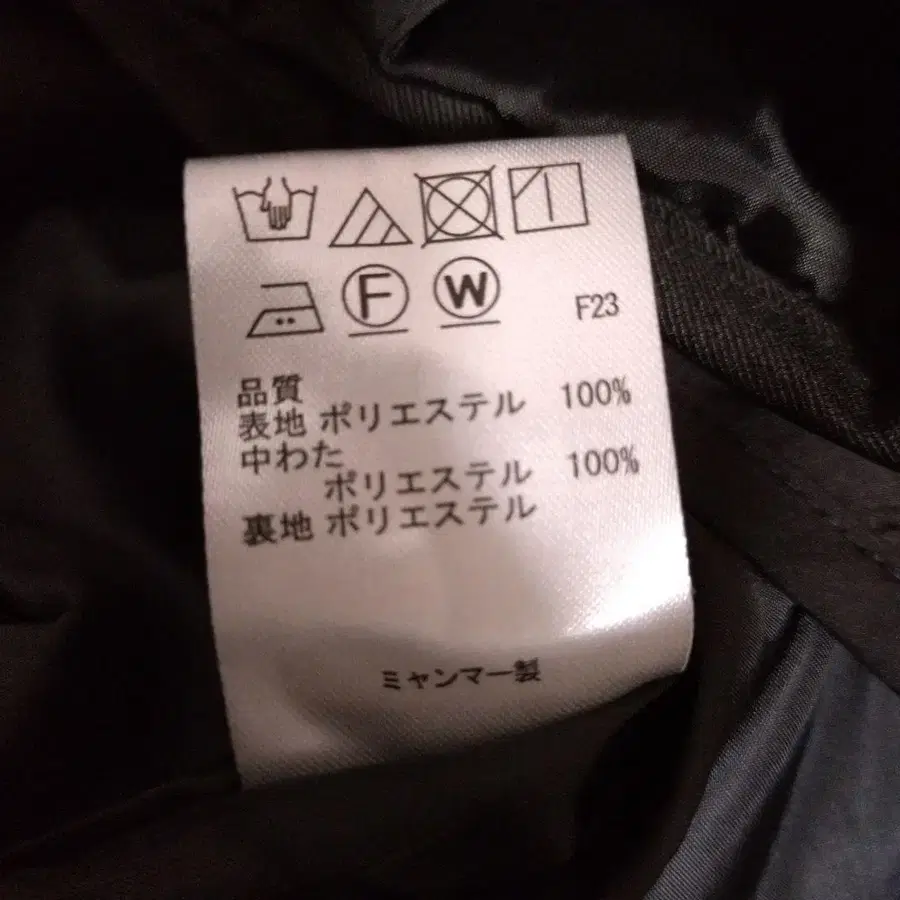 F W F23
品質
表地 ポリエステル 100%
中わた
ポリエステル 100%
裏地 ポリエステル
ミャンマー製